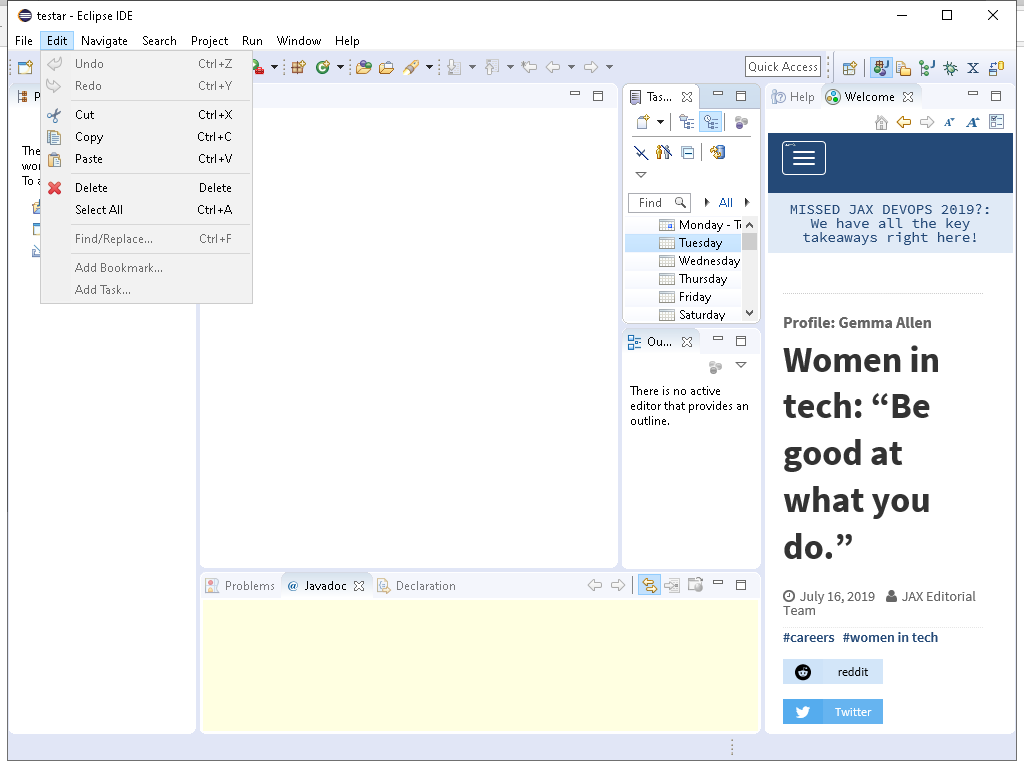 testar - Eclipse IDE
File Edit Navigate Search Project Run Window Help
Undo Ctrl+Z
Redo Ctrl+Y
Cut Ctrl+X
Copy Ctrl+C
Paste Ctrl+V
Delete Delete
Select All Ctrl+A
Find/Replace... Ctrl+F
Add Bookmark...
Add Task...
Quick Access
P
The
wor
To a
Tas...
Find
All
Monday - T
Tuesday
Wednesday
Thursday
Friday
Saturday
Ou...
There is no active
editor that provides an
outline.
Problems @ Javadoc Declaration
Help Welcome
MISSED JAX DEVOPS 2019?:
We have all the key
takeaways right here!
Profile: Gemma Allen
Women in
tech: “Be
good at
what you
do.”
July 16, 2019 JAX Editorial
Team
#careers #women in tech
reddit
Twitter